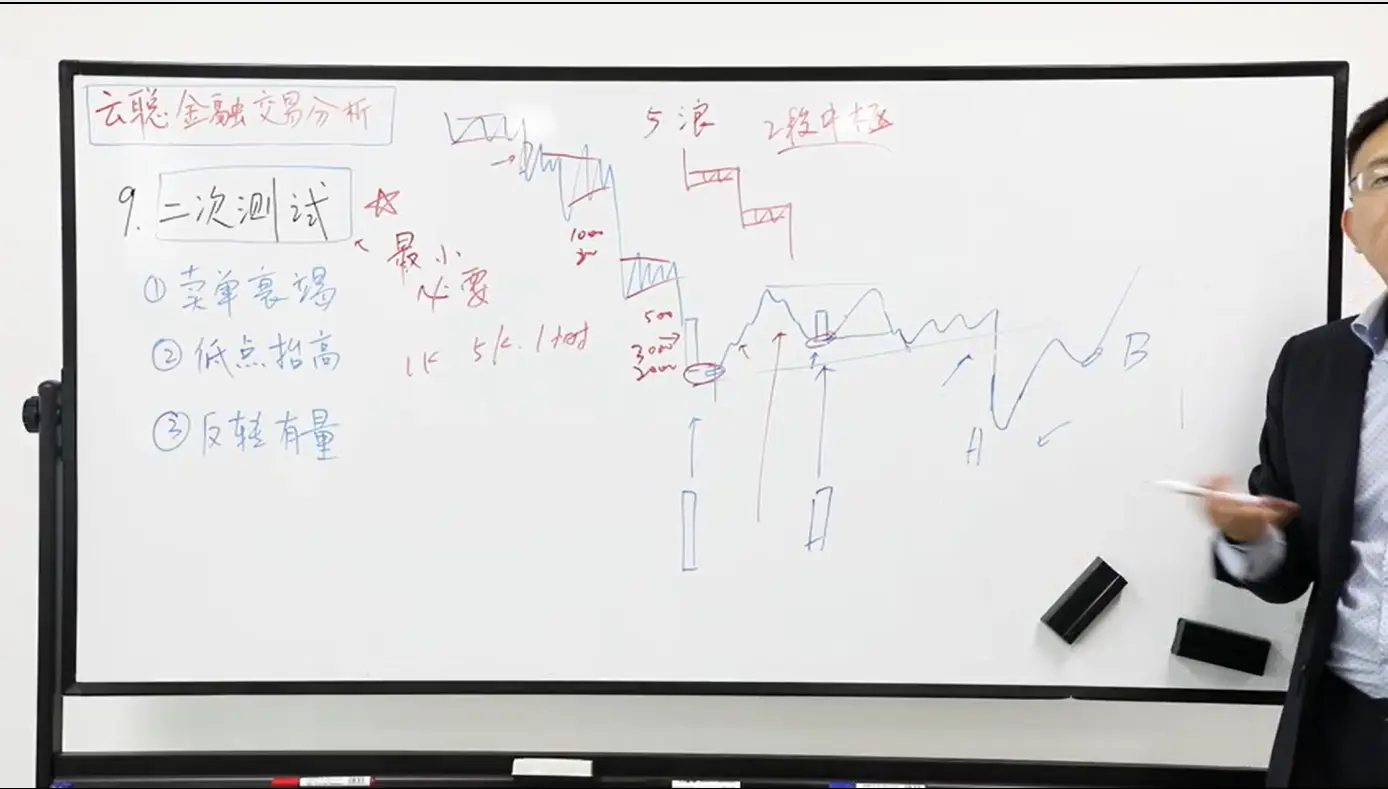 云聪金融交易分析
9. 二次测试
① 卖单衰竭
② 低点抬高
③ 反转有量
最小
必要
1K 5K. 1小时
5浪 2段中枢
1000
500
3000
2000
A
B